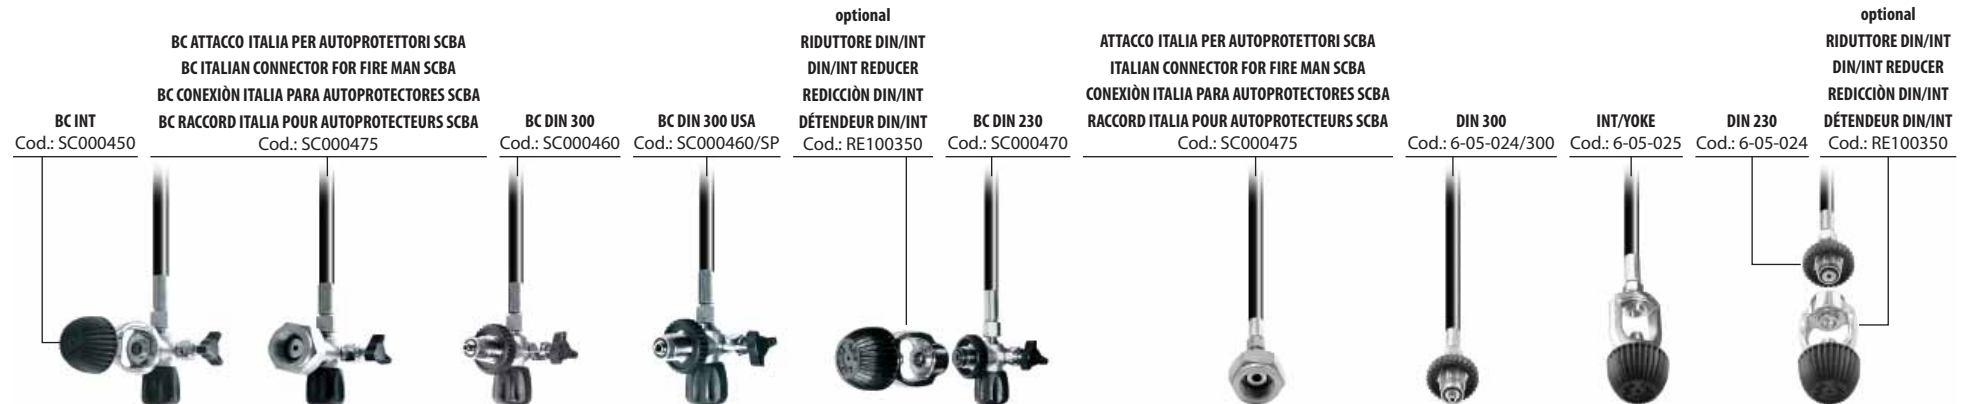 BC INT
Cod.: SC000450
BC ATTACCO ITALIA PER AUTOPROTETTORI SCBA
BC ITALIAN CONNECTOR FOR FIRE MAN SCBA
BC CONEXIÒN ITALIA PARA AUTOPROTECTORES SCBA
BC RACCORD ITALIA POUR AUTOPROTECTEURS SCBA
Cod.: SC000475
BC DIN 300
Cod.: SC000460
BC DIN 300 USA
Cod.: SC000460/SP
optional
RIDUTTORE DIN/INT
DIN/INT REDUCER
REDICCIÒN DIN/INT
DÉTENDEUR DIN/INT
Cod.: RE100350
BC DIN 230
Cod.: SC000470
ATTACCO ITALIA PER AUTOPROTETTORI SCBA
ITALIAN CONNECTOR FOR FIRE MAN SCBA
CONEXIÒN ITALIA PARA AUTOPROTECTORES SCBA
RACCORD ITALIA POUR AUTOPROTECTEURS SCBA
Cod.: SC000475
DIN 300
Cod.: 6-05-024/300
INT/YOKE
Cod.: 6-05-025
DIN 230
Cod.: 6-05-024
optional
RIDUTTORE DIN/INT
DIN/INT REDUCER
REDICCIÒN DIN/INT
DÉTENDEUR DIN/INT
Cod.: RE100350